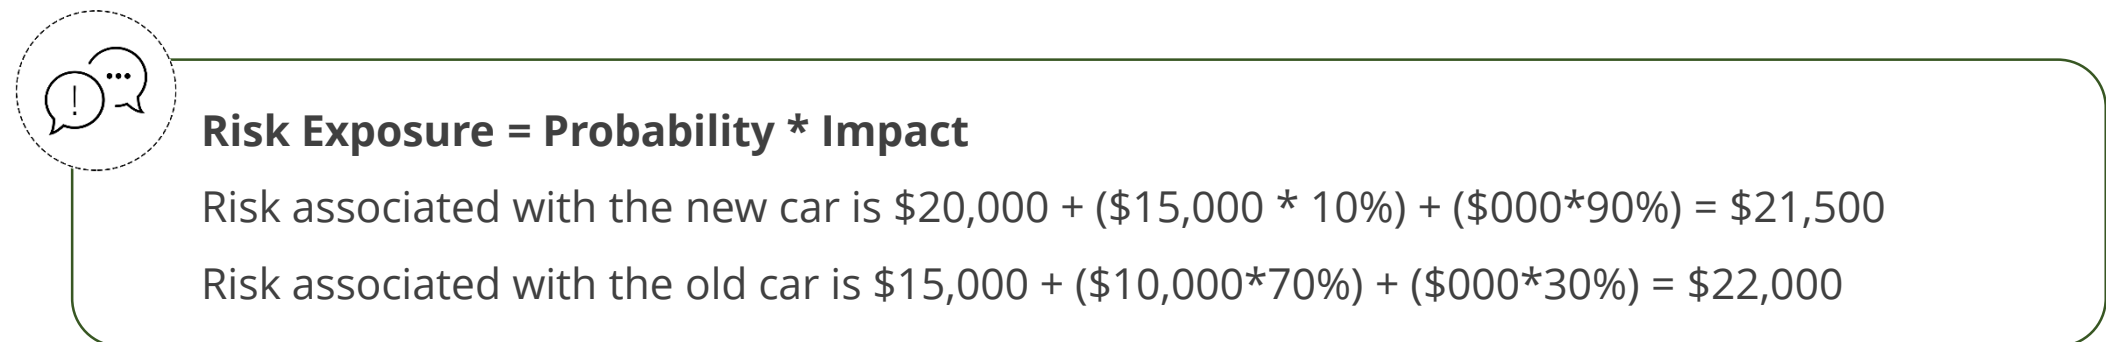 Risk Exposure = Probability * Impact
Risk associated with the new car is $20,000 + ($15,000 * 10%) + ($000*90%) = $21,500
Risk associated with the old car is $15,000 + ($10,000*70%) + ($000*30%) = $22,000